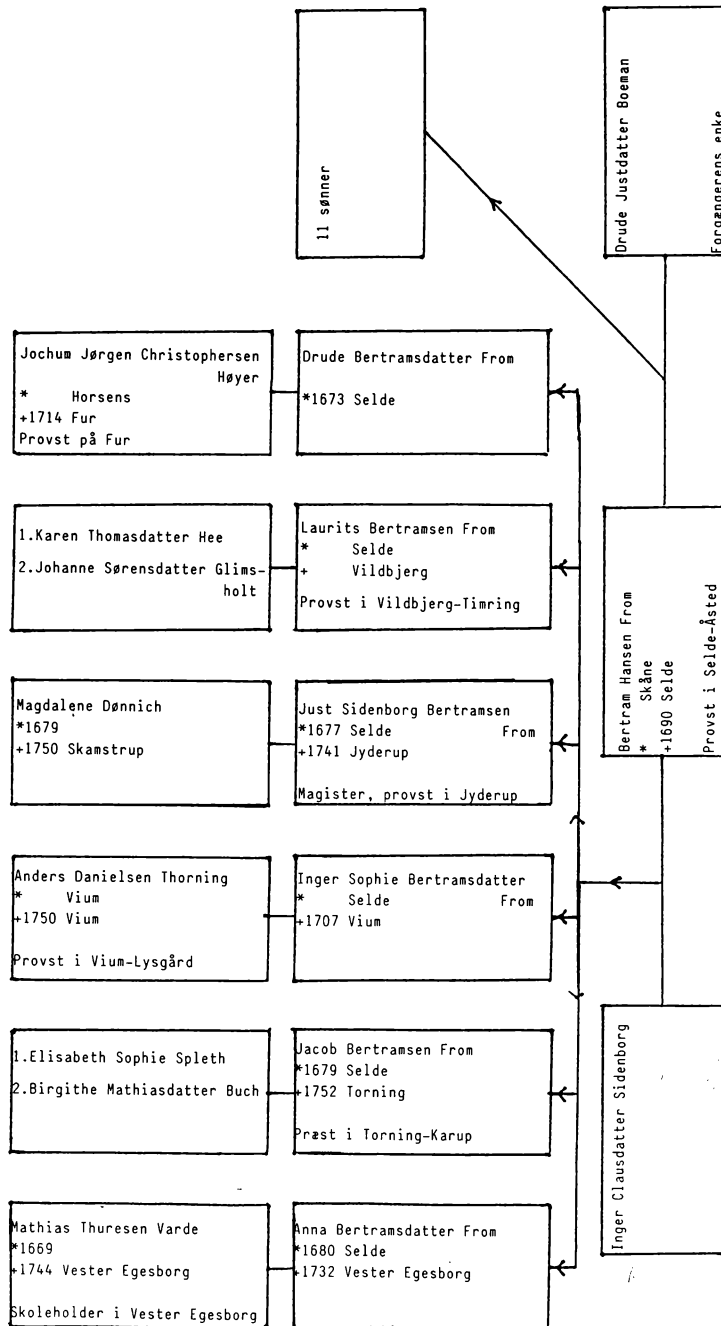 11 sønner
Drude Justdatter Boeman
Forgængerens enke
Jochum Jørgen Christophersen
Høyer
* Horsens
+1714 Fur
Provst på Fur
Drude Bertramsdatter From
*1673 Selde
1.Karen Thomasdatter Hee
2.Johanne Sørensdatter Glims-
holt
Laurits Bertramsen From
* Selde
+ Vildbjerg
Provst i Vildbjerg-Timring
Bertram Hansen From
* Skåne
+1690 Selde
Provst i Selde-Åsted
Magdalene Dønnich
*1679
+1750 Skamstrup
Just Sidenborg Bertramsen
*1677 Selde From
+1741 Jyderup
Magister, provst i Jyderup
Anders Danielsen Thorning
* Vium
+1750 Vium
Provst i Vium-Lysgård
Inger Sophie Bertramsdatter
* Selde From
+1707 Vium
1.Elisabeth Sophie Spleth
2.Birgithe Mathiasdatter Buch
Jacob Bertramsen From
*1679 Selde
+1752 Torning
Præst i Torning-Karup
Inger Clausdatter Sidenborg
Mathias Thuresen Varde
*1669
+1744 Vester Egesborg
Skoleholder i Vester Egesborg
Anna Bertramsdatter From
*1680 Selde
+1732 Vester Egesborg